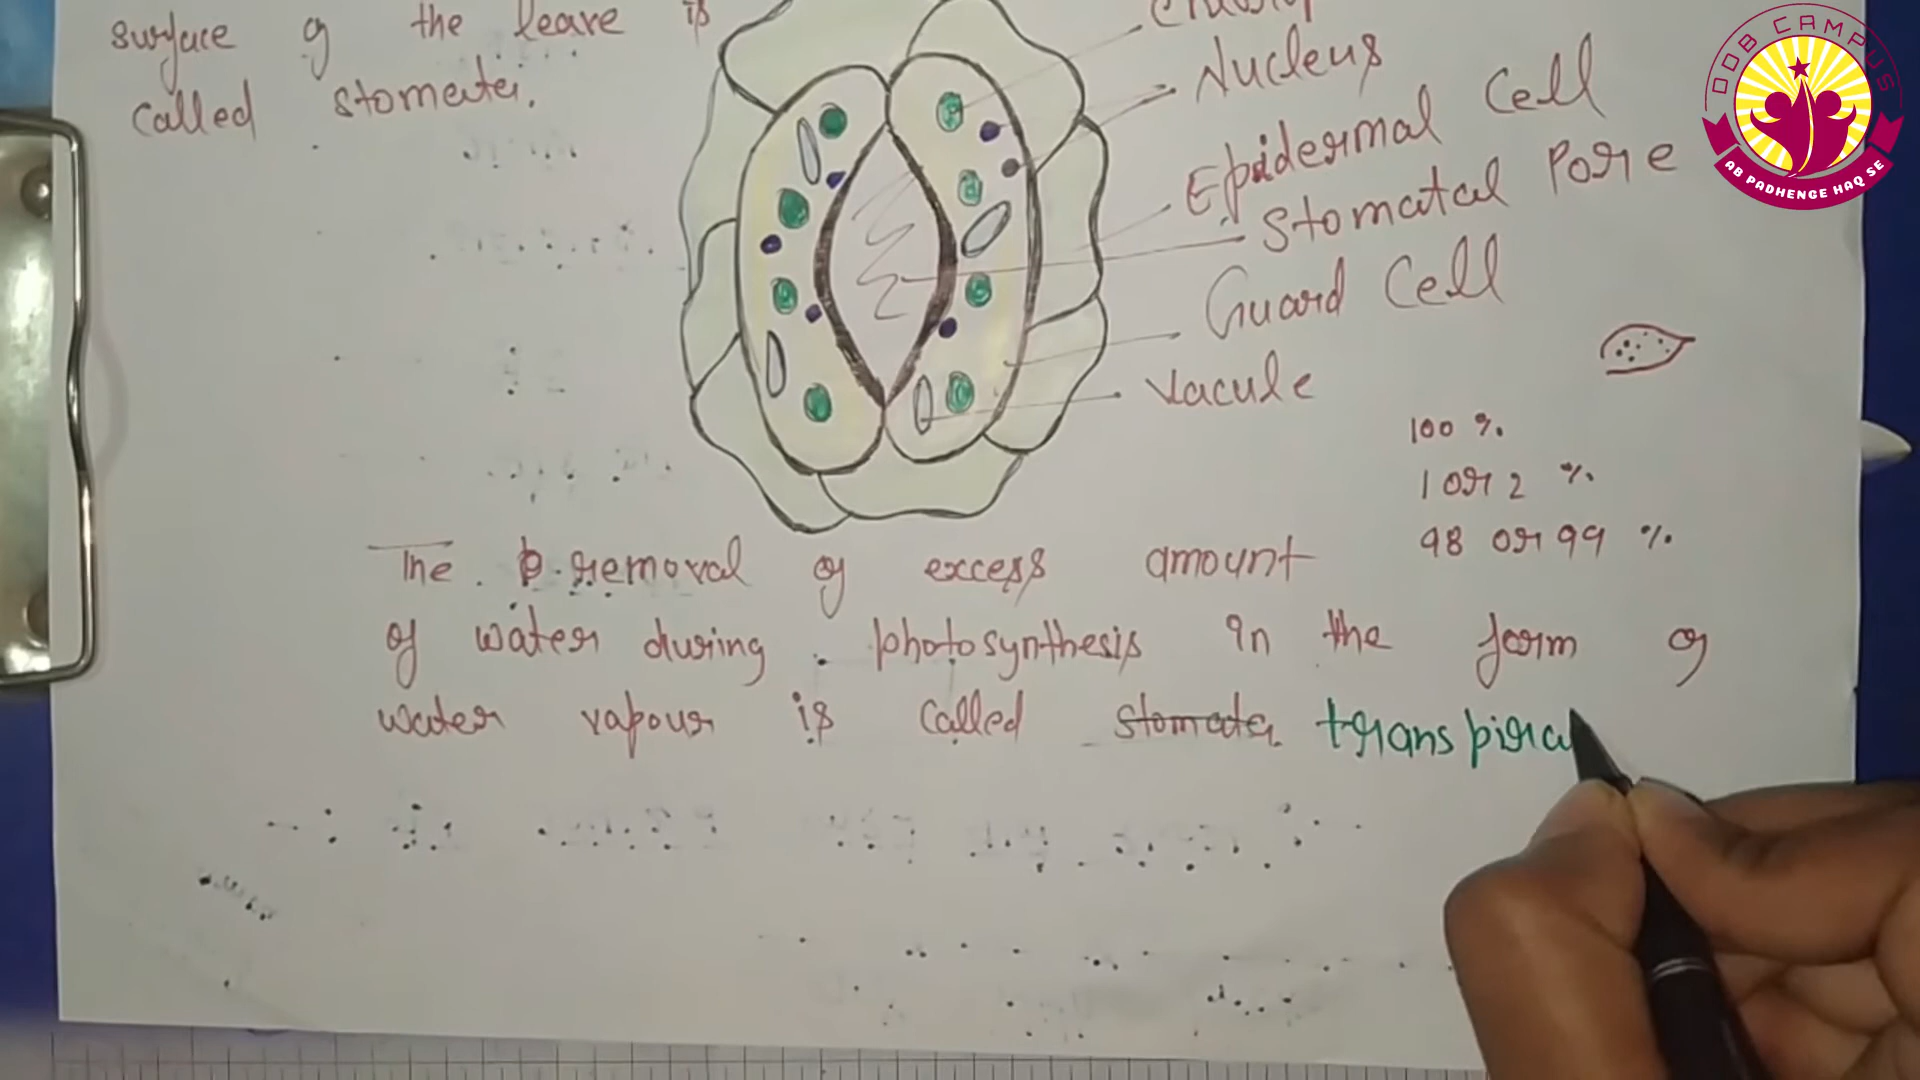 surface of the leave is
called stomata.
Nucleus
Epidermal Cell
Stomatal Pore
Guard Cell
Vacule
100 %
1 or 2 %
98 or 99 %
The removal of excess amount
of water during photosynthesis in the form of
water vapour is called stomata transpira
DDB CAMPUS
AB PADHENGE HAQ SE